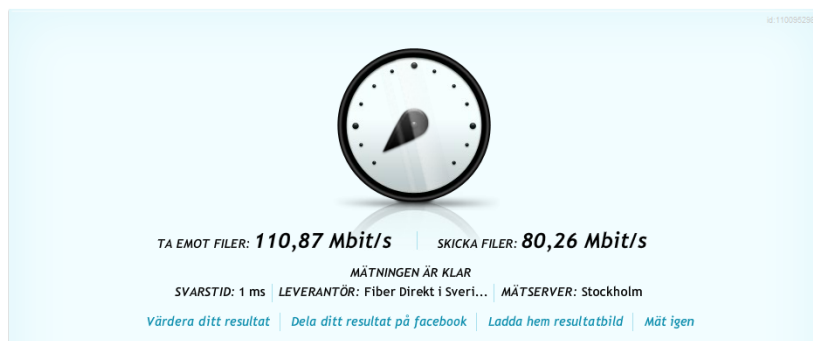 TA EMOT FILER: 110,87 Mbit/s SKICKA FILER: 80,26 Mbit/s
MÄTNINGEN ÄR KLAR
SVARSTID: 1 ms LEVERANTÖR: Fiber Direkt i Sveri... MÄTSERVER: Stockholm
Värdera ditt resultat Dela ditt resultat på facebook Ladda hem resultatbild Mät igen